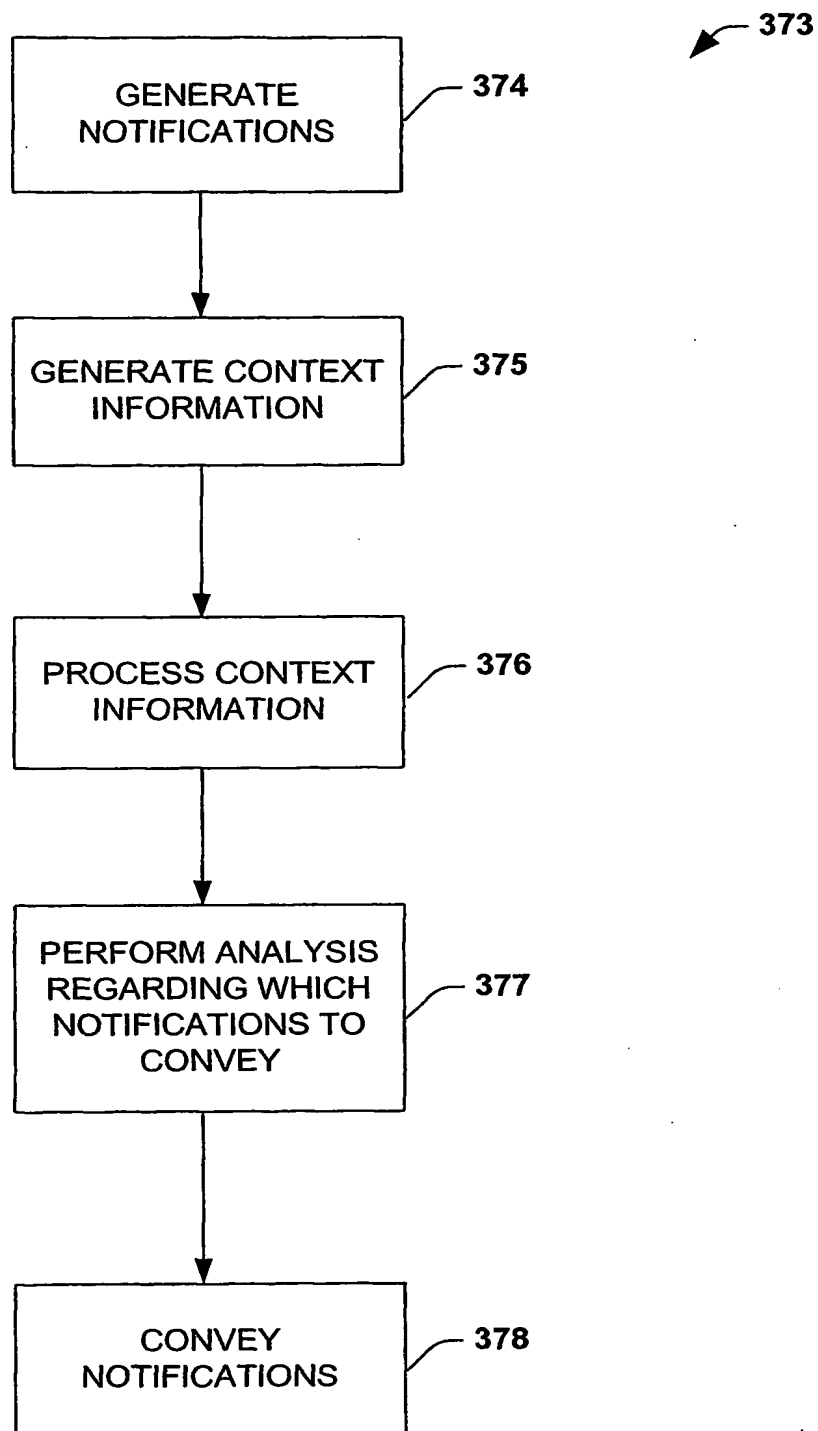 373
GENERATE
NOTIFICATIONS
374
GENERATE CONTEXT
INFORMATION
375
PROCESS CONTEXT
INFORMATION
376
PERFORM ANALYSIS
REGARDING WHICH
NOTIFICATIONS TO
CONVEY
377
CONVEY
NOTIFICATIONS
378